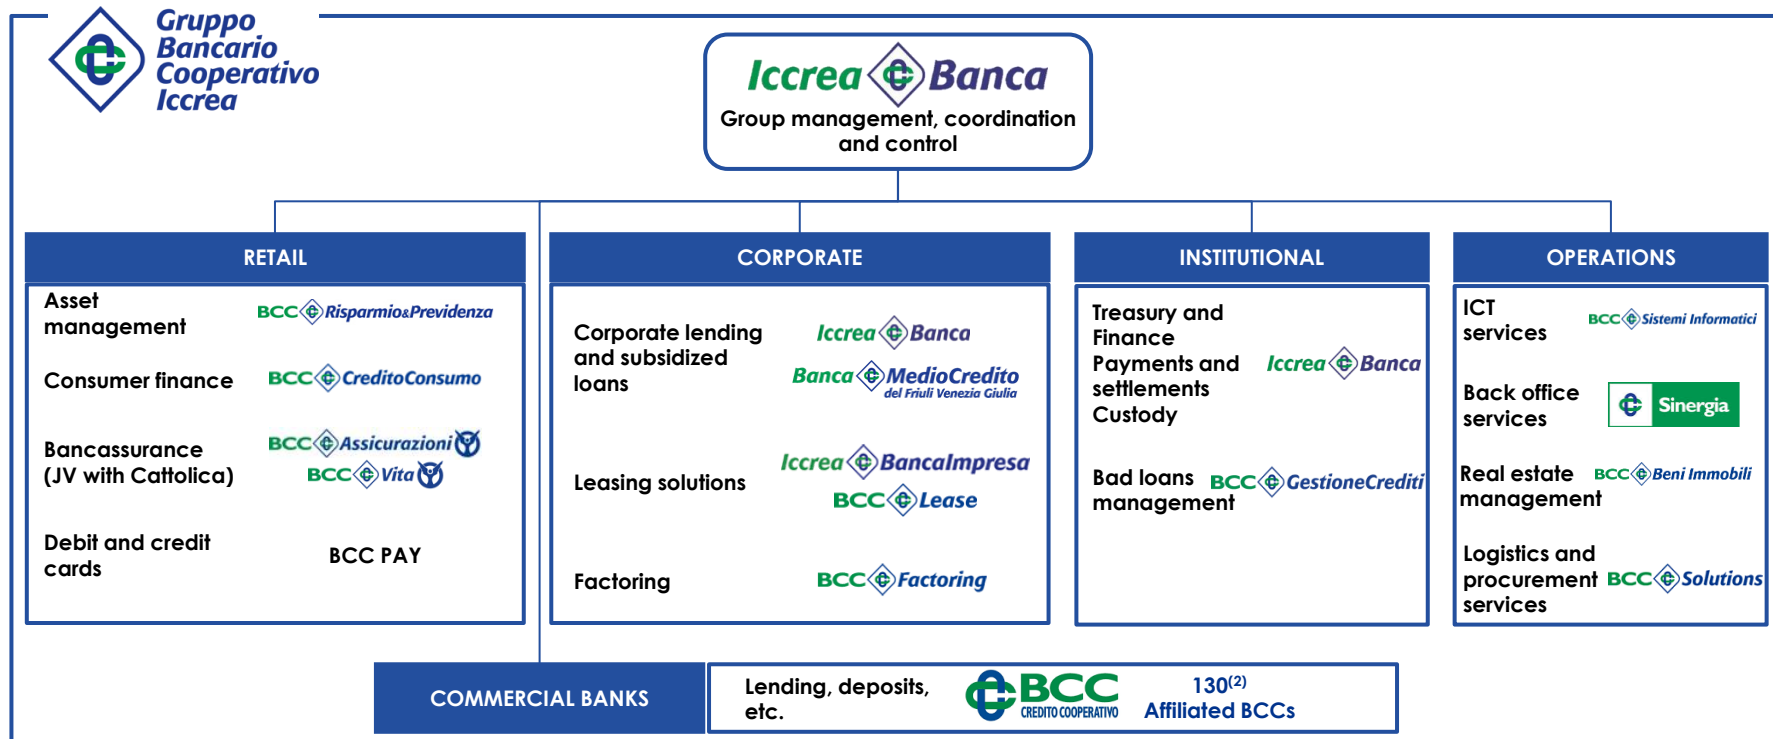 Gruppo
Bancario
Cooperativo
Iccrea
Iccrea Banca
Group management, coordination
and control
RETAIL
Asset
management
BCC Risparmio&Previdenza
Consumer finance
BCC CreditoConsumo
Bancassurance
(JV with Cattolica)
BCC Assicurazioni
BCC Vita
Debit and credit
cards
BCC PAY
CORPORATE
Corporate lending
and subsidized
loans
Iccrea Banca
Banca MedioCredito
del Friuli Venezia Giulia
Leasing solutions
Iccrea BancaImpresa
BCC Lease
Factoring
BCC Factoring
INSTITUTIONAL
Treasury and
Finance
Payments and
settlements
Custody
Iccrea Banca
Bad loans
management
BCC GestioneCrediti
OPERATIONS
ICT
services
BCC Sistemi Informatici
Back office
services
Sinergia
Real estate
management
BCC Beni Immobili
Logistics and
procurement
services
BCC Solutions
COMMERCIAL BANKS
Lending, deposits,
etc.
BCC
CREDITO COOPERATIVO
130(2)
Affiliated BCCs